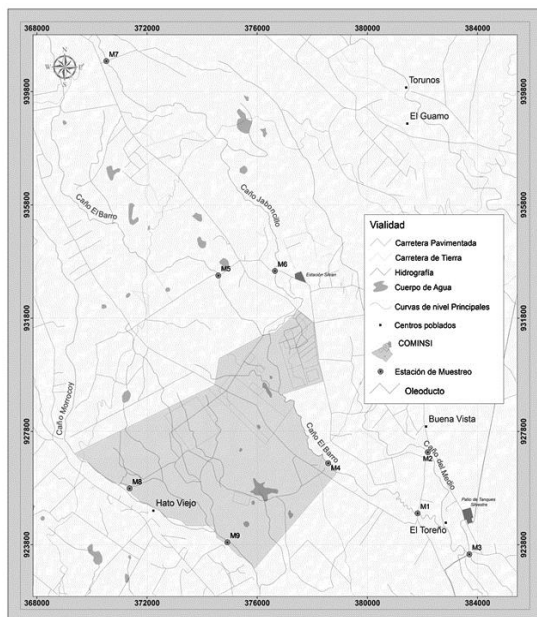 368000 372000 376000 380000 384000
N
W E
S
M7
939800 939800
Torunos
El Guamo
935800 935800
Caño El Barro
Caño Jaboncillo
M5
M6
Estación Silvan
931800 931800
Vialidad
Carretera Pavimentada
Carretera de Tierra
Hidrografía
Cuerpo de Agua
Curvas de nivel Principales
Centros poblados
COMINSI
Estación de Muestreo
Oleoducto
Caño Morrocoy
927800 927800
Buena Vista
Caño El Barro
M4
M2
Caño del Medio
M8
Hato Viejo
M1
Patio de Tanques
Silvestre
El Toreño
923800 923800
M9
M3
368000 372000 376000 380000 384000